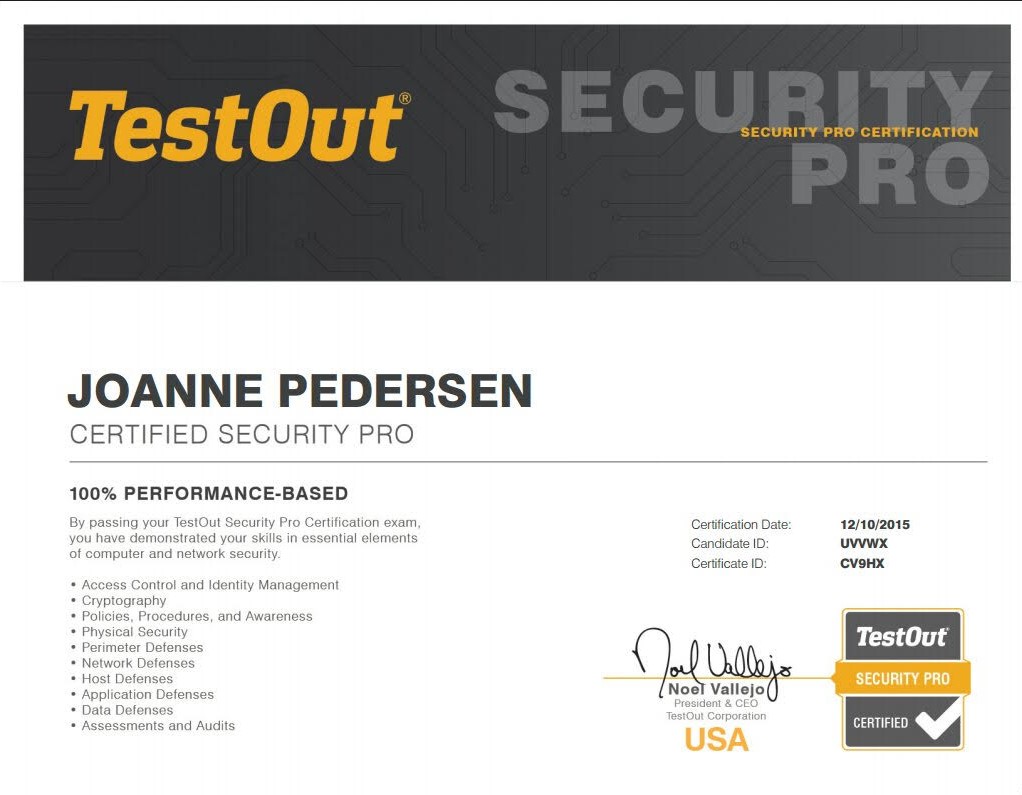 TestOut®
SECURITY
SECURITY PRO CERTIFICATION
PRO
JOANNE PEDERSEN
CERTIFIED SECURITY PRO
100% PERFORMANCE-BASED
By passing your TestOut Security Pro Certification exam,
you have demonstrated your skills in essential elements
of computer and network security.
• Access Control and Identity Management
• Cryptography
• Policies, Procedures, and Awareness
• Physical Security
• Perimeter Defenses
• Network Defenses
• Host Defenses
• Application Defenses
• Data Defenses
• Assessments and Audits
Certification Date: 12/10/2015
Candidate ID: UVVWX
Certificate ID: CV9HX
Noel Vallejo
Noel Vallejo
President & CEO
TestOut Corporation
USA
TestOut®
SECURITY PRO
CERTIFIED